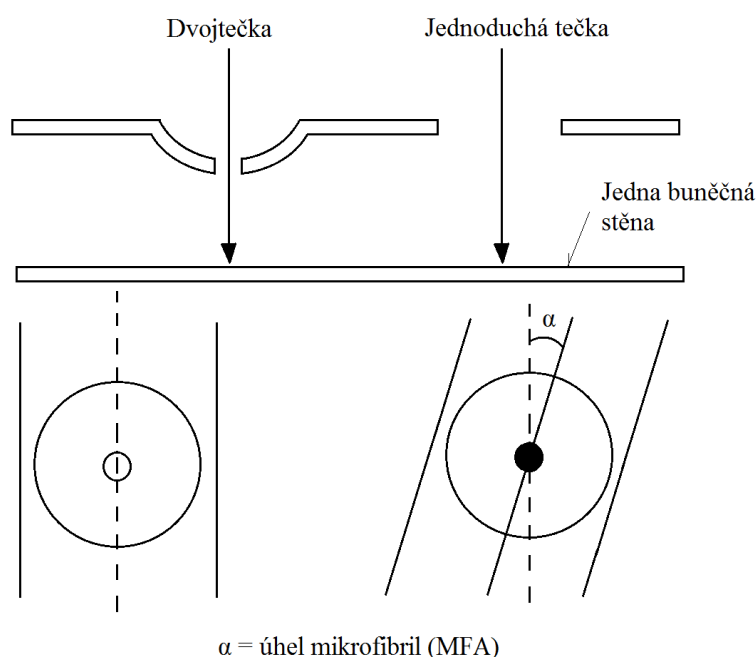 Dvojtečka
Jednoduchá tečka
Jedna buněčná
stěna
α
α = úhel mikrofibril (MFA)